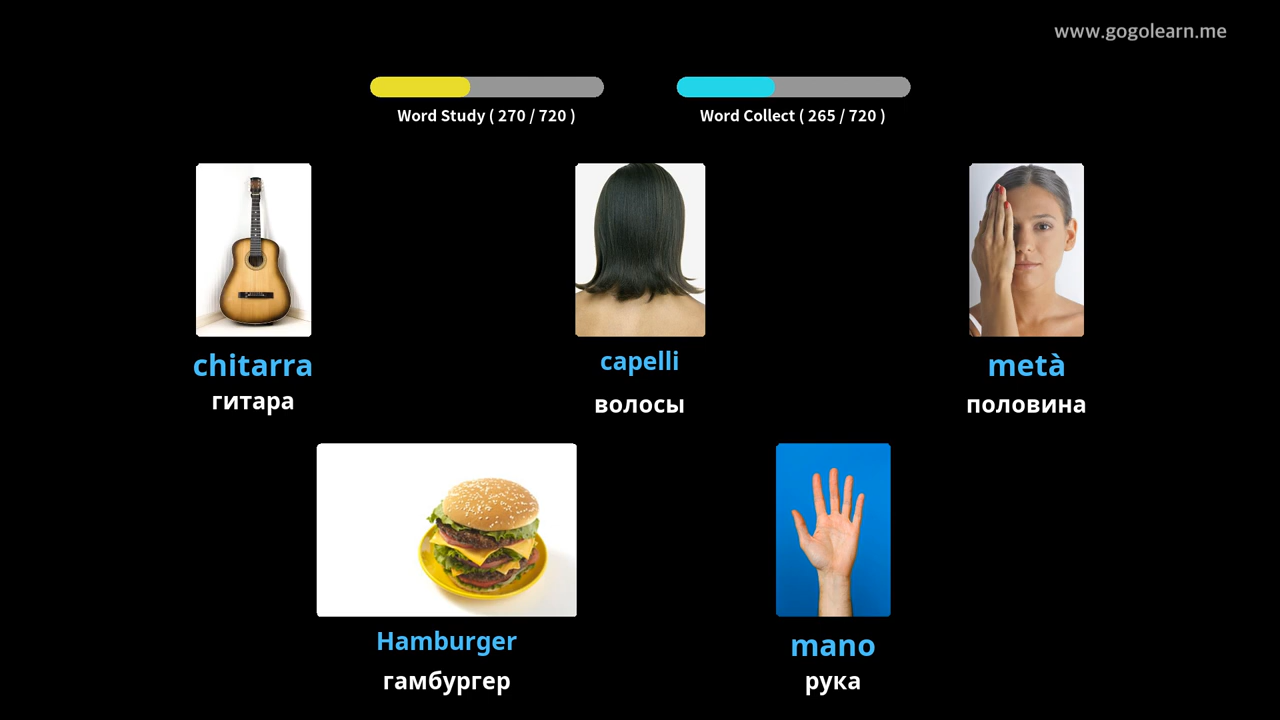 www.gogolearn.me
Word Study ( 270 / 720 )
Word Collect ( 265 / 720 )
chitarra
гитара
capelli
волосы
metà
половина
Hamburger
гамбургер
mano
рука